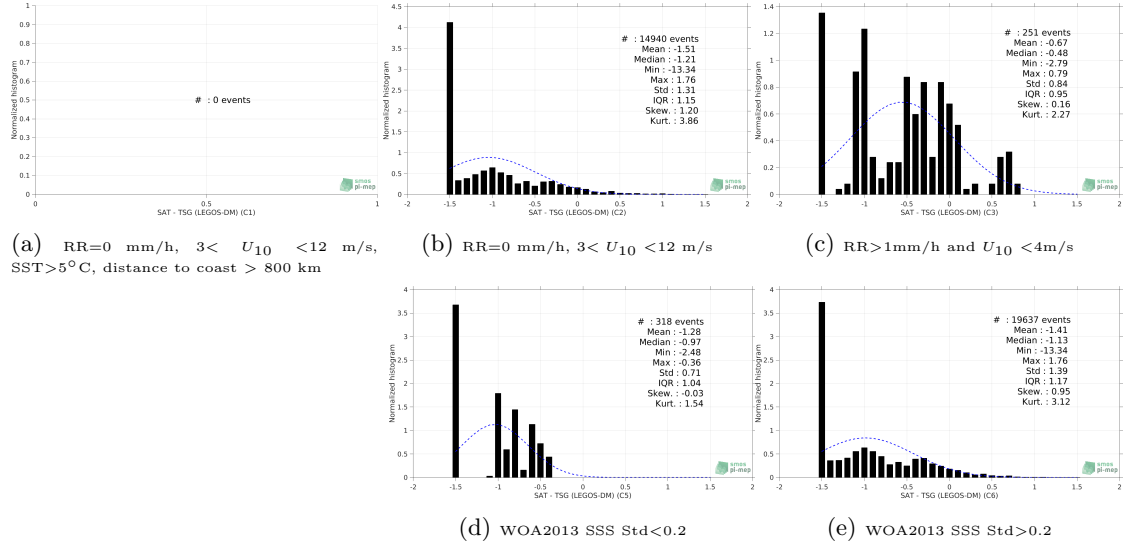 1
0.9
0.8
0.7
0.6
0.5
0.4
0.3
0.2
0.1
0
Normalized histogram
# : 0 events
smos
pi-mep
0 0.5 1
SAT - TSG (LEGOS-DM) (C1)
(a) RR=0 mm/h, 3< U10 <12 m/s,
SST>5°C, distance to coast > 800 km
4.5
4
3.5
3
2.5
2
1.5
1
0.5
0
Normalized histogram
# : 14940 events
Mean : -1.51
Median : -1.21
Min : -13.34
Max : 1.76
Std : 1.31
IQR : 1.15
Skew. : 1.20
Kurt. : 3.86
smos
pi-mep
-2 -1.5 -1 -0.5 0 0.5 1 1.5 2
SAT - TSG (LEGOS-DM) (C2)
(b) RR=0 mm/h, 3< U10 <12 m/s
1.4
1.2
1
0.8
0.6
0.4
0.2
0
Normalized histogram
# : 251 events
Mean : -0.67
Median : -0.48
Min : -2.79
Max : 0.79
Std : 0.84
IQR : 0.95
Skew. : 0.16
Kurt. : 2.27
smos
pi-mep
-2 -1.5 -1 -0.5 0 0.5 1 1.5 2
SAT - TSG (LEGOS-DM) (C3)
(c) RR>1mm/h and U10 <4m/s
4
3.5
3
2.5
2
1.5
1
0.5
0
Normalized histogram
# : 318 events
Mean : -1.28
Median : -0.97
Min : -2.48
Max : -0.36
Std : 0.71
IQR : 1.04
Skew. : -0.03
Kurt. : 1.54
smos
pi-mep
-2 -1.5 -1 -0.5 0 0.5 1 1.5 2
SAT - TSG (LEGOS-DM) (C5)
(d) WOA2013 SSS Std<0.2
4
3.5
3
2.5
2
1.5
1
0.5
0
Normalized histogram
# : 19637 events
Mean : -1.41
Median : -1.13
Min : -13.34
Max : 1.76
Std : 1.39
IQR : 1.17
Skew. : 0.95
Kurt. : 3.12
smos
pi-mep
-2 -1.5 -1 -0.5 0 0.5 1 1.5 2
SAT - TSG (LEGOS-DM) (C6)
(e) WOA2013 SSS Std>0.2